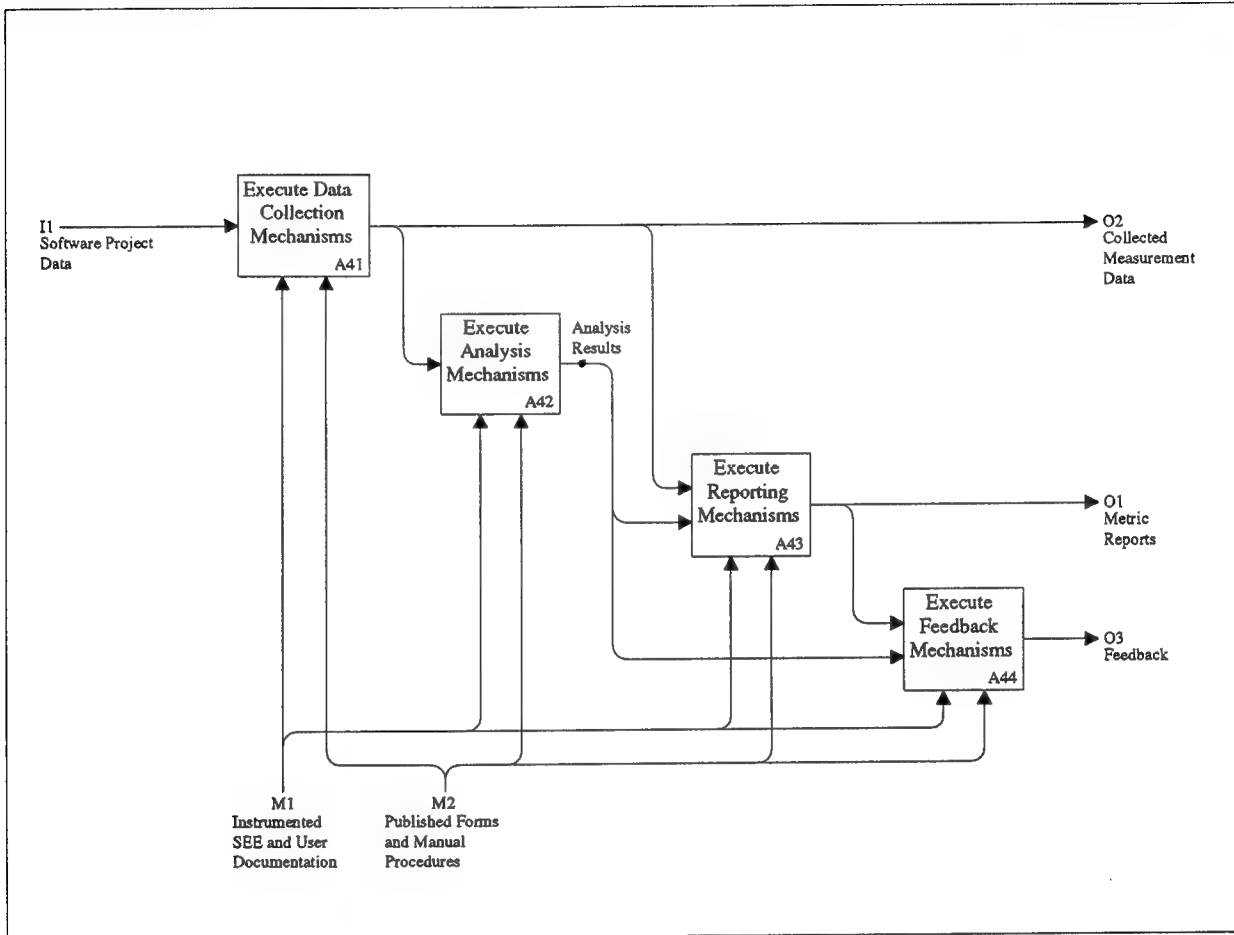 Execute Data
Collection
Mechanisms
A41
I1
Software Project
Data
O2
Collected
Measurement
Data
Execute
Analysis
Mechanisms
A42
Analysis
Results
Execute
Reporting
Mechanisms
A43
O1
Metric
Reports
Execute
Feedback
Mechanisms
A44
O3
Feedback
M1
Instrumented
SEE and User
Documentation
M2
Published Forms
and Manual
Procedures